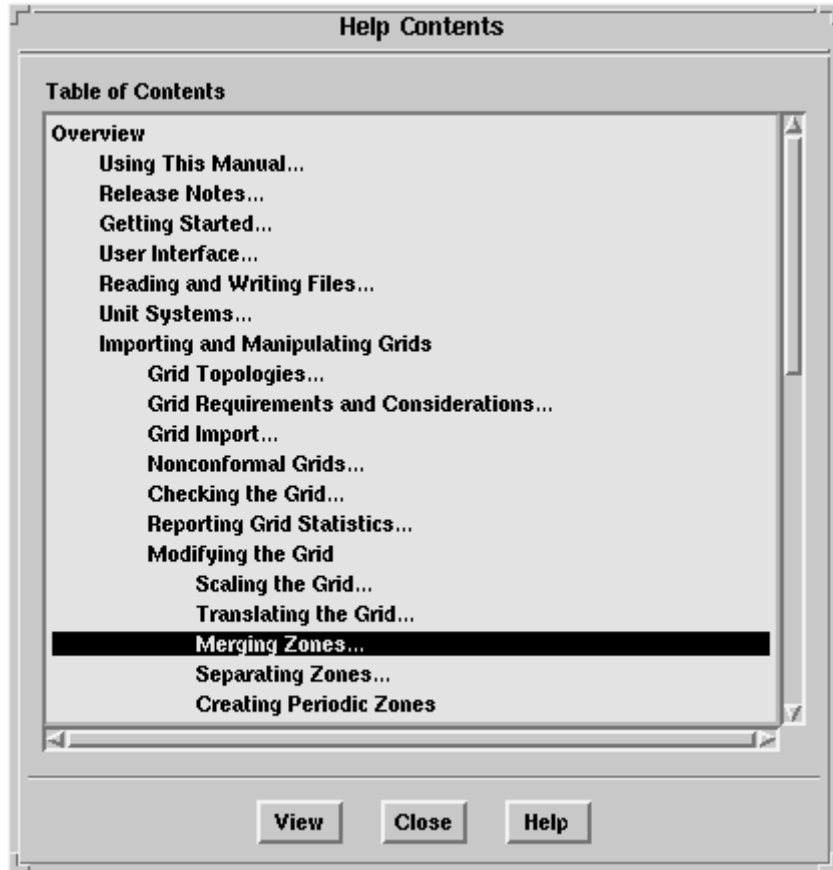 Help Contents
Table of Contents
Overview
Using This Manual...
Release Notes...
Getting Started...
User Interface...
Reading and Writing Files...
Unit Systems...
Importing and Manipulating Grids
Grid Topologies...
Grid Requirements and Considerations...
Grid Import...
Nonconformal Grids...
Checking the Grid...
Reporting Grid Statistics...
Modifying the Grid
Scaling the Grid...
Translating the Grid...
Merging Zones...
Separating Zones...
Creating Periodic Zones
View Close Help